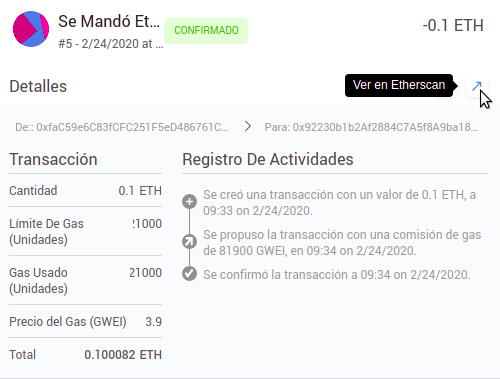 Se Mandó Et...
CONFIRMADO
-0.1 ETH
#5 - 2/24/2020 at ...
Detalles
Ver en Etherscan
De:: 0xfaC59e6C83fCFC251F5eD486761C...
Para: 0x92230b1b2Af2884C7A5f8A9ba18...
Transacción
Cantidad 0.1 ETH
Límite De Gas 21000
(Unidades)
Gas Usado 21000
(Unidades)
Precio del Gas (GWEI) 3.9
Total 0.100082 ETH
Registro De Actividades
Se creó una transacción con un valor de 0.1 ETH, a
09:33 on 2/24/2020.
Se propuso la transacción con una comisión de gas
de 81900 GWEI, en 09:34 on 2/24/2020.
Se confirmó la transacción a 09:34 on 2/24/2020.